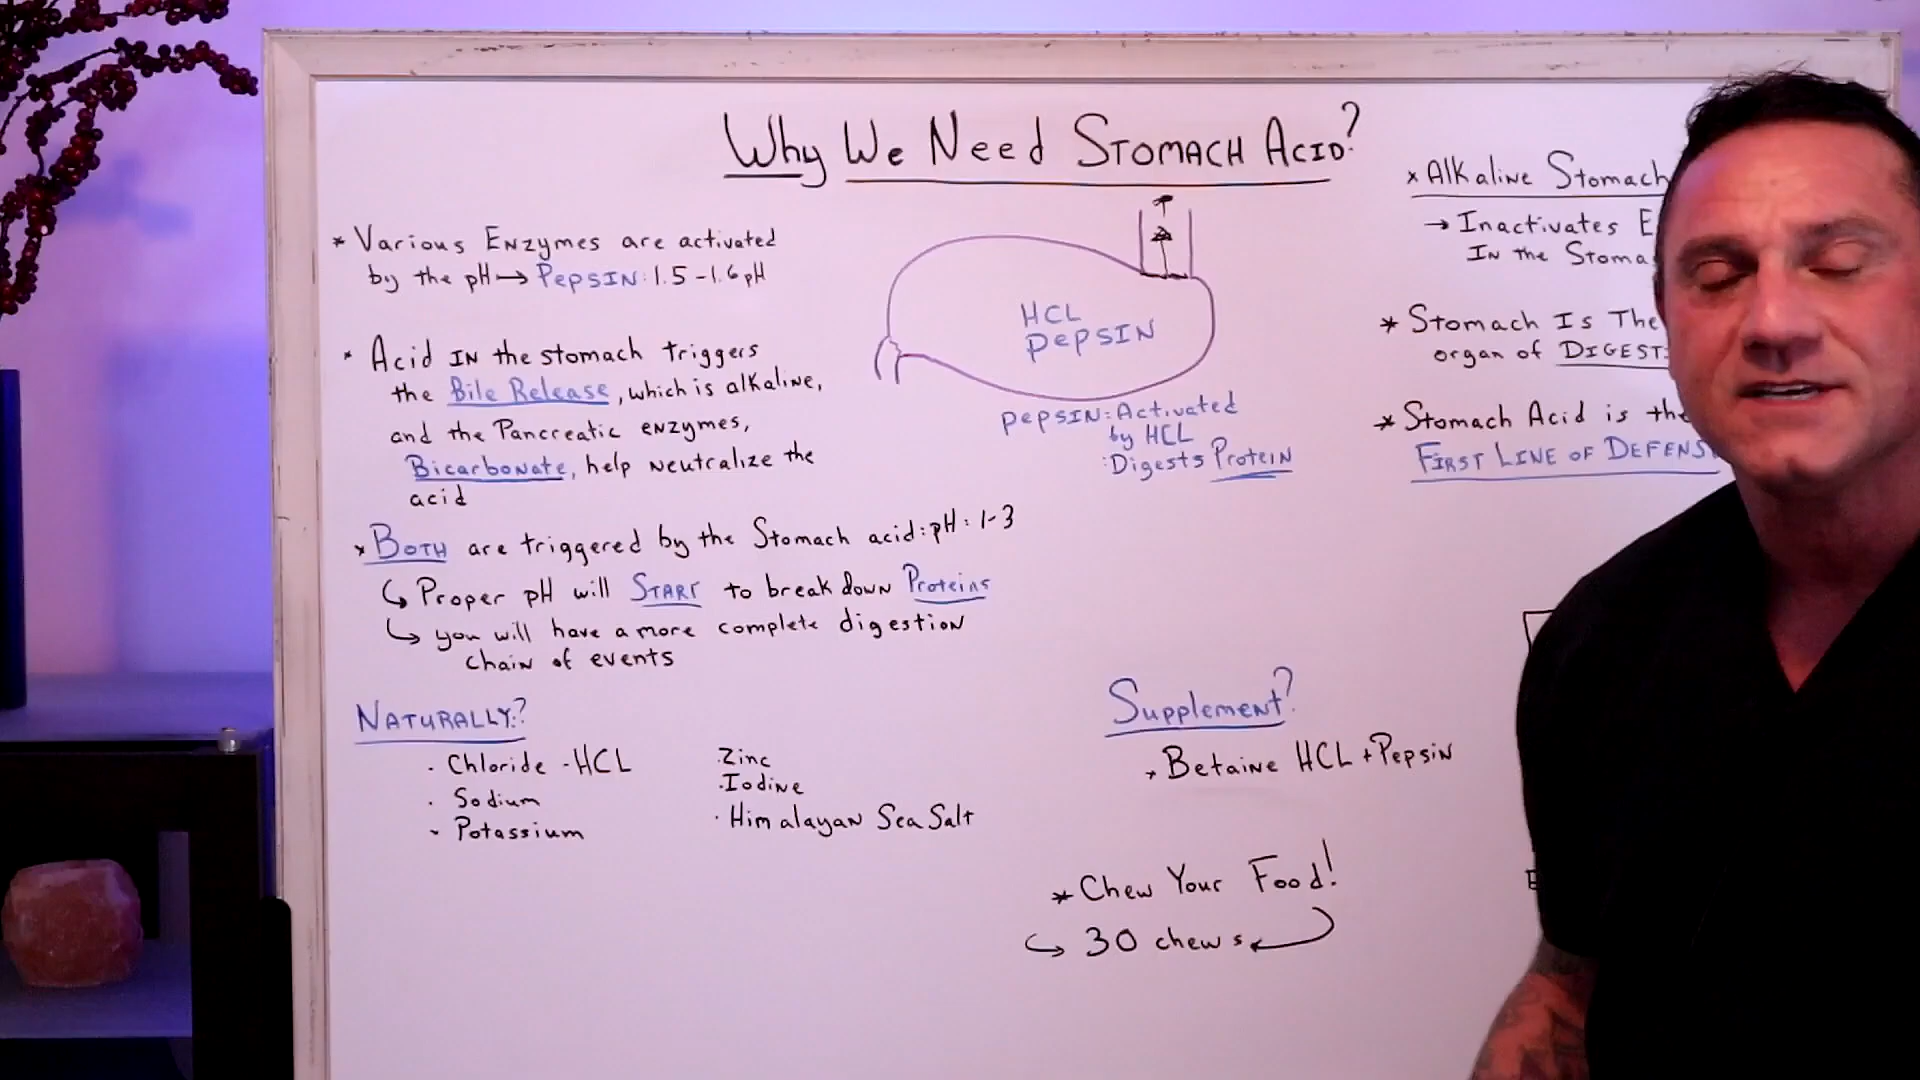 Why We Need Stomach Acid?
* Various Enzymes are activated
by the pH → Pepsin: 1.5-1.6 pH
* Acid In the stomach triggers
the Bile Release, which is alkaline,
and the Pancreatic enzymes,
Bicarbonate, help neutralize the
acid
* Both are triggered by the Stomach acid: pH: 1-3
↳ Proper pH will START to break down Proteins
↳ you will have a more complete digestion
chain of events
Naturally?
· Chloride - HCL
· Sodium
· Potassium
· Zinc
· Iodine
· Himalayan Sea Salt
HCL
Pepsin
Pepsin: Activated
by HCL
: Digests Protein
* Alkaline Stomach
→ Inactivates
In the
* Stomach Is The
organ of
* Stomach Acid is the
First Line of
Supplement?
* Betaine HCL + Pepsin
* Chew Your Food!
↳ 30 chews